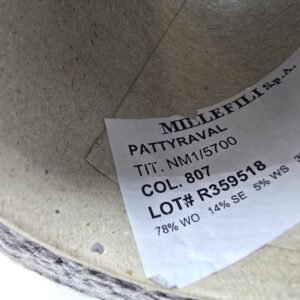 MILLEFILI S.p.A.
PATTYRAVAL
TIT. NM1/5700
COL. 807
LOT# R359518
78% WO 14% SE 5% WS